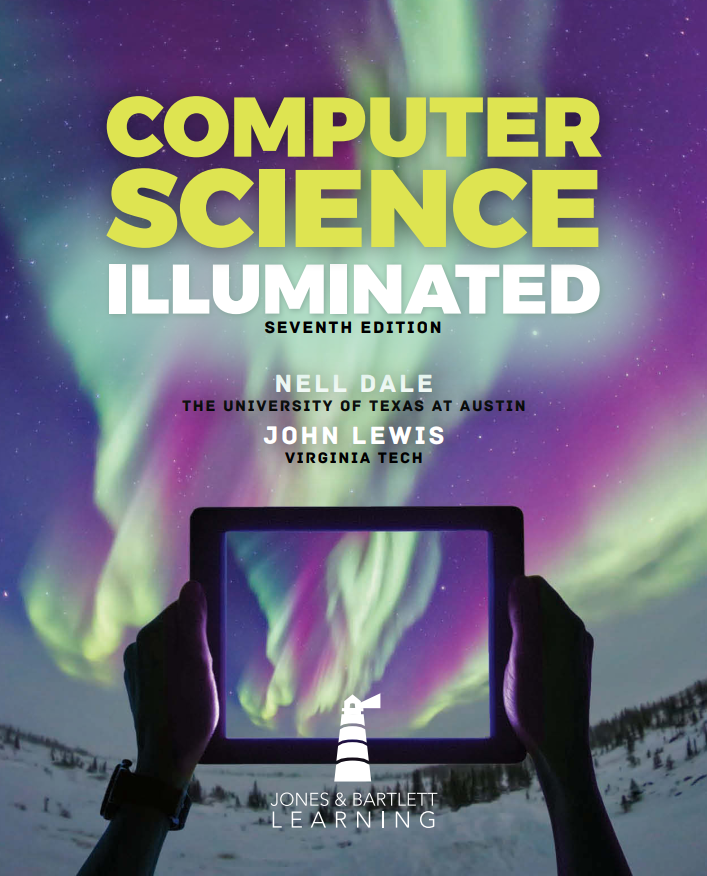 COMPUTER
SCIENCE
ILLUMINATED
SEVENTH EDITION
NELL DALE
THE UNIVERSITY OF TEXAS AT AUSTIN
JOHN LEWIS
VIRGINIA TECH
JONES & BARTLETT
LEARNING